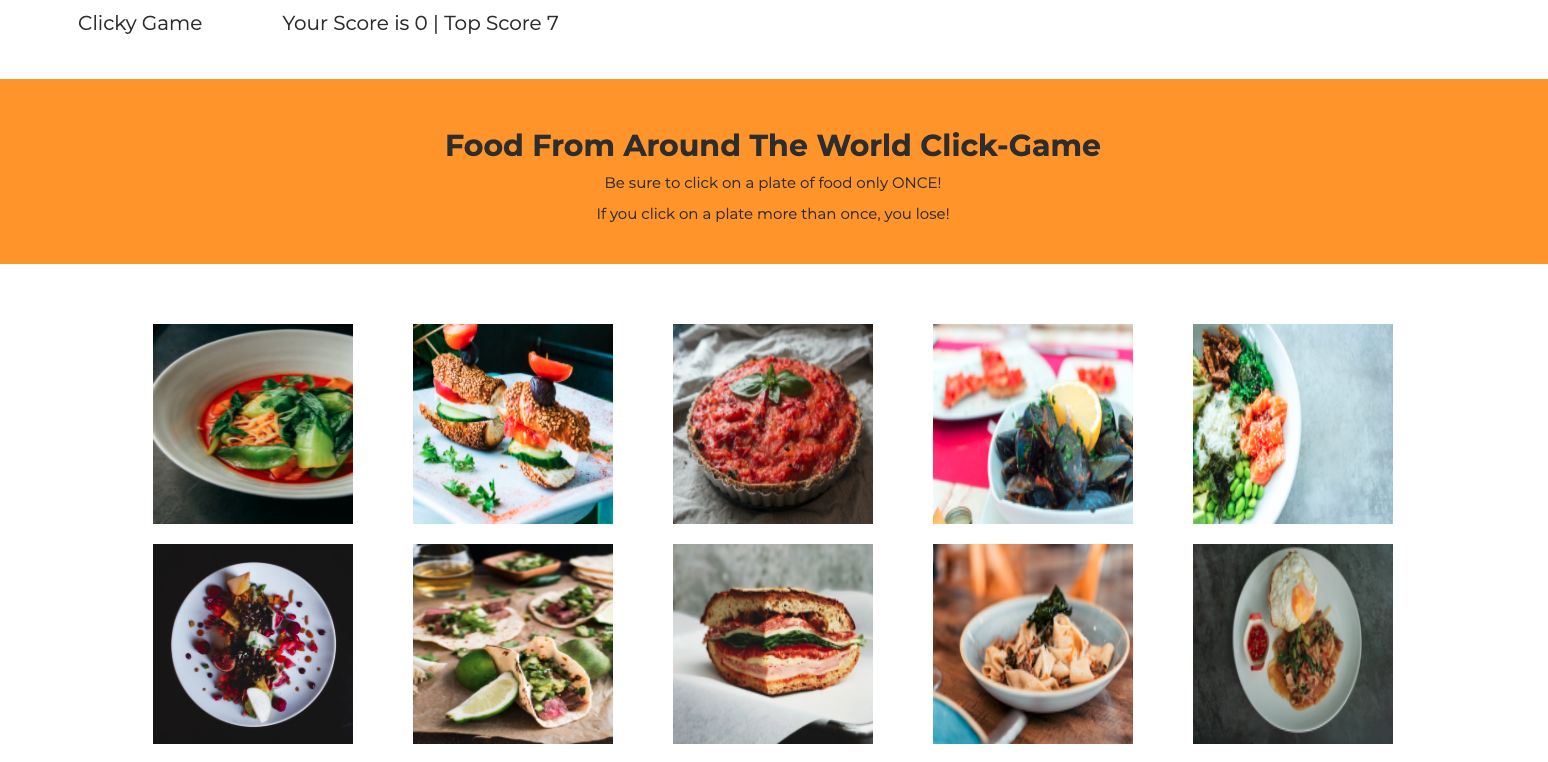 Clicky Game
Your Score is 0 | Top Score 7
Food From Around The World Click-Game
Be sure to click on a plate of food only ONCE!
If you click on a plate more than once, you lose!